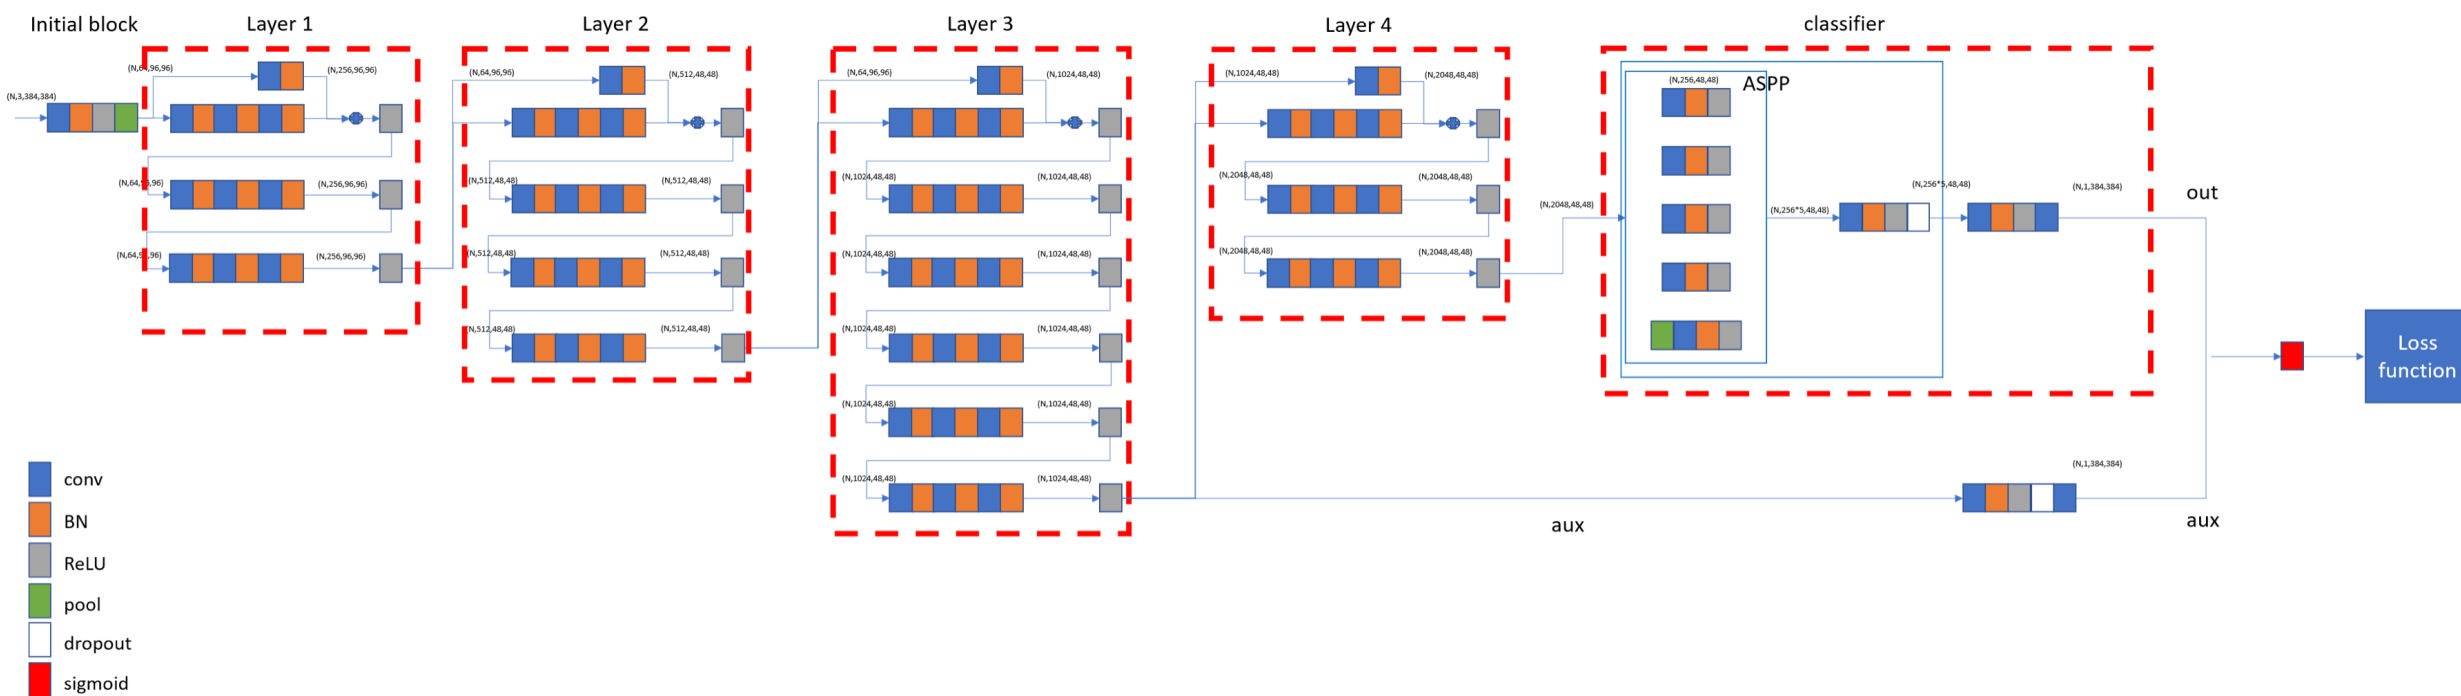 Initial block
Layer 1
Layer 2
Layer 3
Layer 4
classifier
(N,3,384,384)
(N,64,96,96)
(N,256,96,96)
(N,64,96,96)
(N,256,96,96)
(N,64,96,96)
(N,256,96,96)
(N,64,96,96)
(N,512,48,48)
(N,512,48,48)
(N,512,48,48)
(N,512,48,48)
(N,512,48,48)
(N,512,48,48)
(N,512,48,48)
(N,64,96,96)
(N,1024,48,48)
(N,1024,48,48)
(N,1024,48,48)
(N,1024,48,48)
(N,1024,48,48)
(N,1024,48,48)
(N,1024,48,48)
(N,1024,48,48)
(N,1024,48,48)
(N,1024,48,48)
(N,1024,48,48)
(N,1024,48,48)
(N,2048,48,48)
(N,2048,48,48)
(N,2048,48,48)
(N,2048,48,48)
(N,2048,48,48)
(N,2048,48,48)
(N,256,48,48)
ASPP
(N,256*5,48,48)
(N,256*5,48,48)
(N,1,384,384)
out
Loss
function
(N,1,384,384)
aux
aux
conv
BN
ReLU
pool
dropout
sigmoid